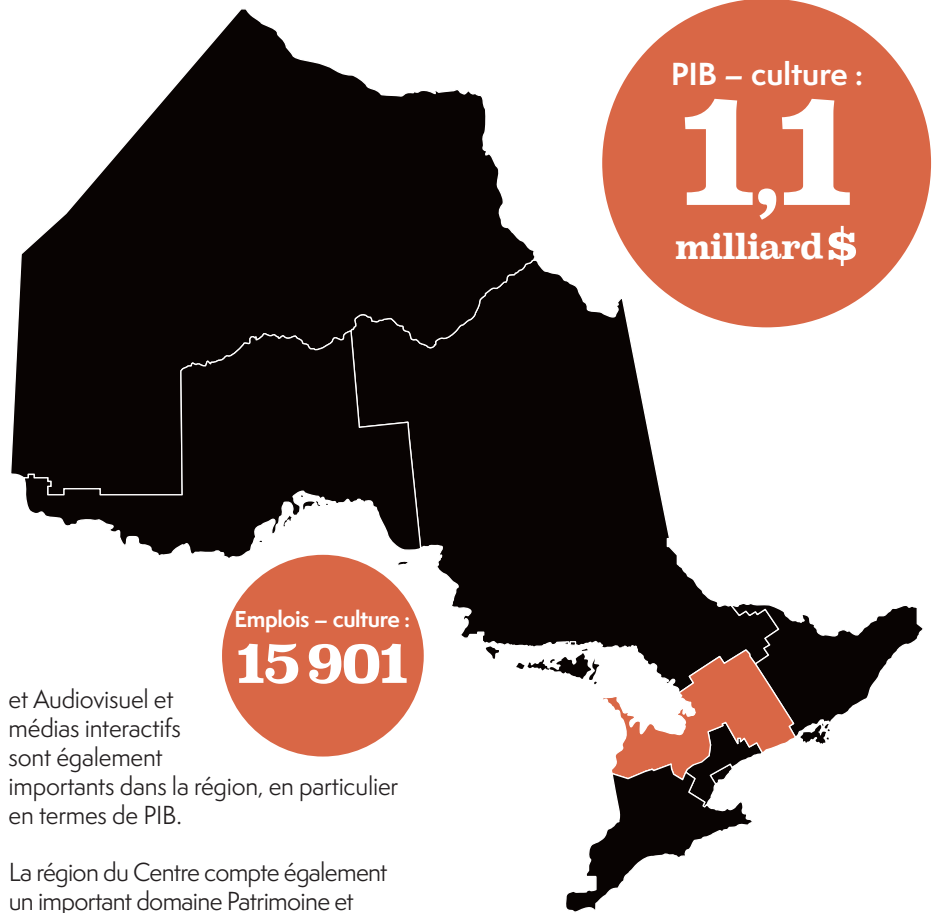 PIB – culture :
1,1
milliard $
Emplois – culture :
15 901
et Audiovisuel et
médias interactifs
sont également
importants dans la région, en particulier
en termes de PIB.
La région du Centre compte également
un important domaine Patrimoine et